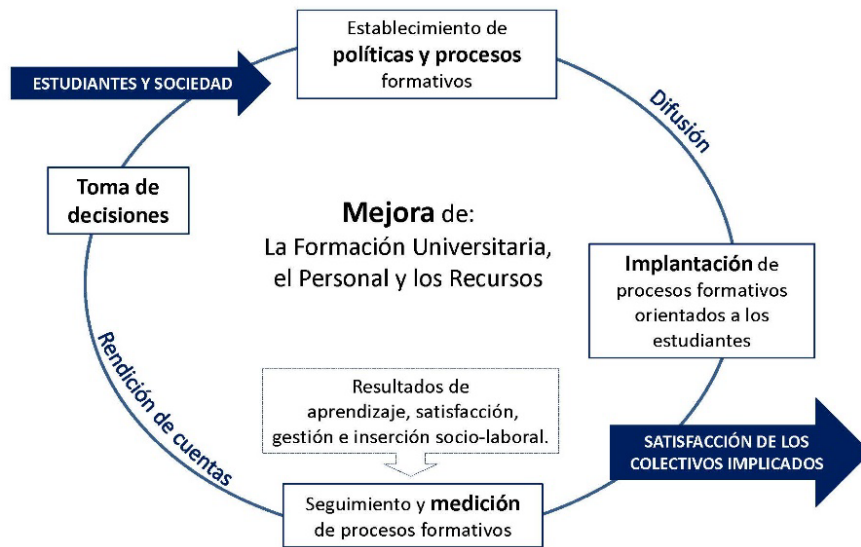 Establecimiento de
políticas y procesos
formativos
ESTUDIANTES Y SOCIEDAD
Difusión
Toma de
decisiones
Mejora de:
La Formación Universitaria,
el Personal y los Recursos
Implantación de
procesos formativos
orientados a los
estudiantes
Rendición de cuentas
Resultados de
aprendizaje, satisfacción,
gestión e inserción socio-laboral.
SATISFACCIÓN DE LOS
COLECTIVOS IMPLICADOS
Seguimiento y medición
de procesos formativos